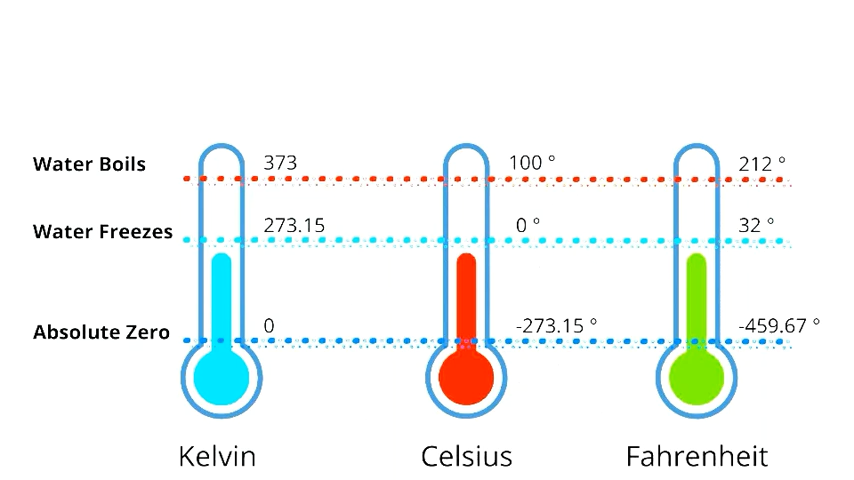 Water Boils 373 100 ° 212 °
Water Freezes 273.15 0 ° 32 °
Absolute Zero 0 -273.15 ° -459.67 °
Kelvin Celsius Fahrenheit